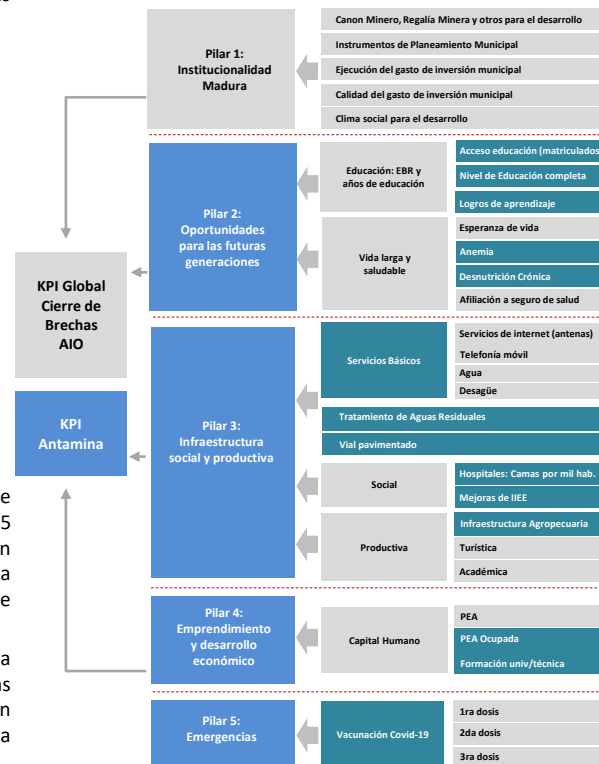 Pilar 1:
Institucionalidad
Madura
Canon Minero, Regalía Minera y otros para el desarrollo
Instrumentos de Planeamiento Municipal
Ejecución del gasto de inversión municipal
Calidad del gasto de inversión municipal
Clima social para el desarrollo
Pilar 2:
Oportunidades
para las futuras
generaciones
Educación: EBR y
años de educación
Acceso educación (matriculados
Nivel de Educación completa
Logros de aprendizaje
Vida larga y
saludable
Esperanza de vida
Anemia
Desnutrición Crónica
Afiliación a seguro de salud
KPI Global
Cierre de
Brechas
AIO
KPI
Antamina
Pilar 3:
Infraestructura
social y productiva
Servicios Básicos
Servicios de internet (antenas)
Telefonía móvil
Agua
Desagüe
Tratamiento de Aguas Residuales
Vial pavimentado
Social
Hospitales: Camas por mil hab.
Mejoras de IIEE
Productiva
Infraestructura Agropecuaria
Turística
Académica
Pilar 4:
Emprendimiento
y desarrollo
económico
Capital Humano
PEA
PEA Ocupada
Formación univ/técnica
Pilar 5:
Emergencias
Vacunación Covid-19
1ra dosis
2da dosis
3ra dosis
e
5
n
a
e
a
as
n
a